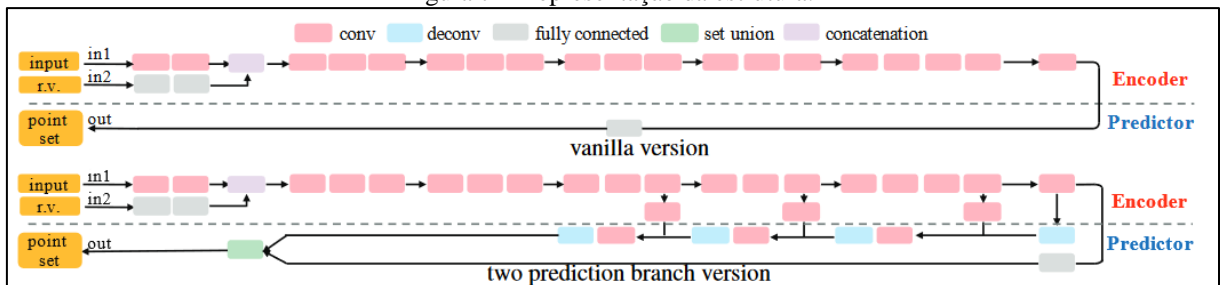 conv deconv fully connected set union concatenation
input in1
r.v. in2
Encoder
point set out
Predictor
vanilla version
input in1
r.v. in2
Encoder
point set out
Predictor
two prediction branch version